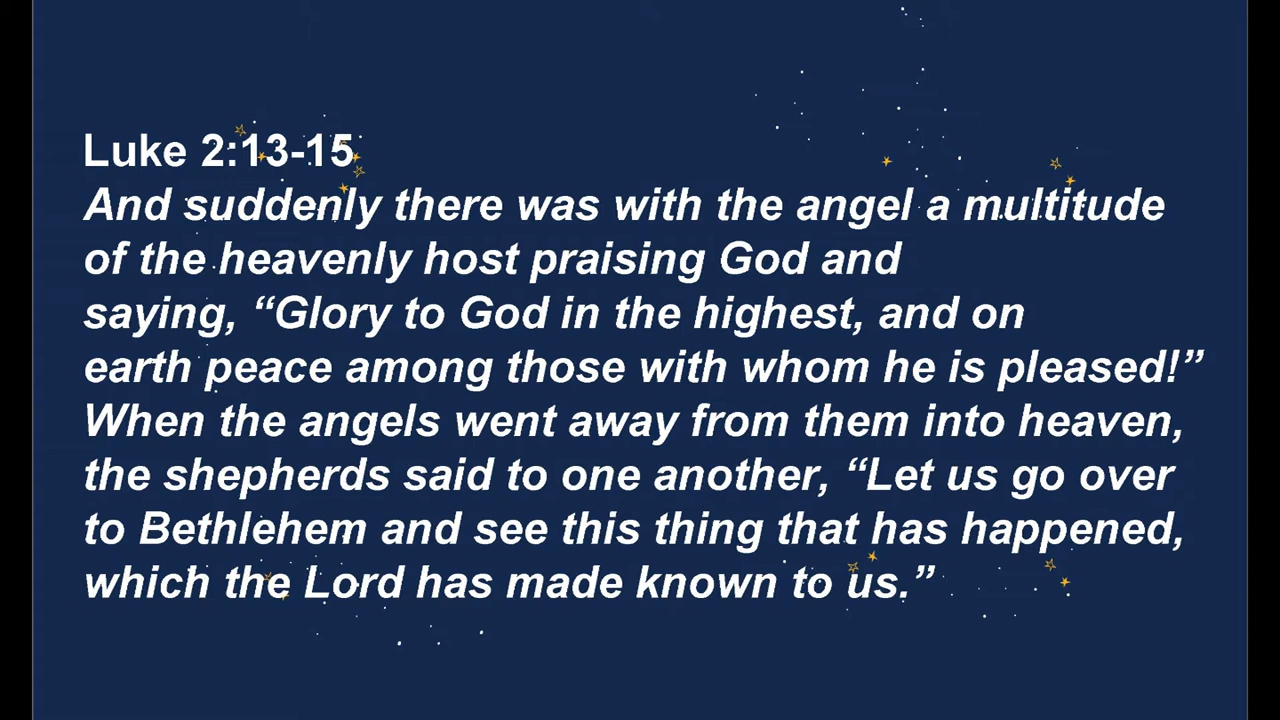 Luke 2:13-15
And suddenly there was with the angel a multitude
of the heavenly host praising God and
saying, “Glory to God in the highest, and on
earth peace among those with whom he is pleased!”
When the angels went away from them into heaven,
the shepherds said to one another, “Let us go over
to Bethlehem and see this thing that has happened,
which the Lord has made known to us.”